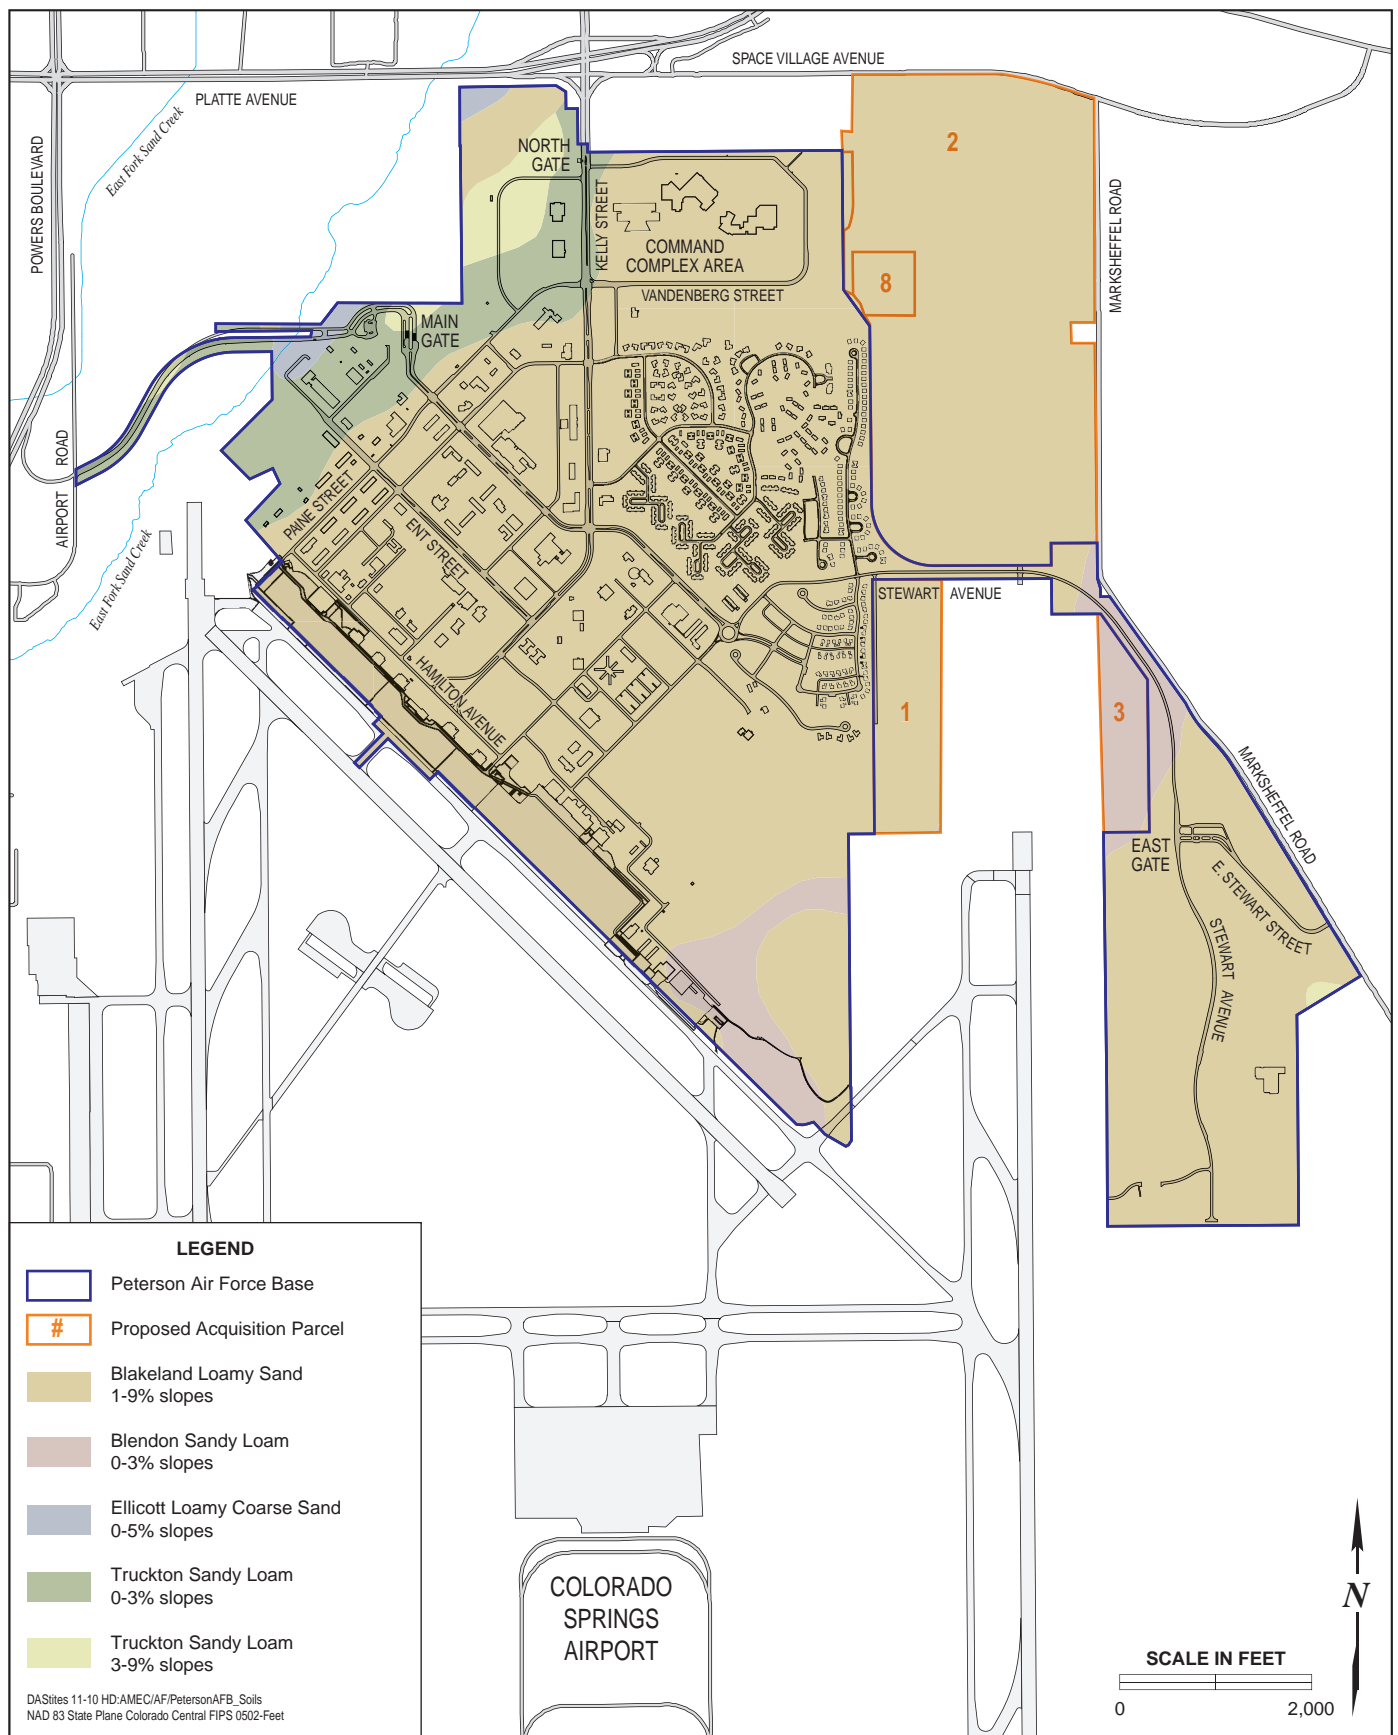 SPACE VILLAGE AVENUE
PLATTE AVENUE
East Fork Sand Creek
POWERS BOULEVARD
NORTH
GATE
KELLY STREET
COMMAND
COMPLEX AREA
VANDENBERG STREET
2
8
MARKSHEFFEL ROAD
MAIN
GATE
AIRPORT ROAD
East Fork Sand Creek
PAINE STREET
ENT STREET
HAMILTON AVENUE
STEWART AVENUE
1
3
MARKSHEFFEL ROAD
EAST
GATE
E. STEWART STREET
STEWART AVENUE
LEGEND
Peterson Air Force Base
#
Proposed Acquisition Parcel
Blakeland Loamy Sand
1-9% slopes
Blendon Sandy Loam
0-3% slopes
Ellicott Loamy Coarse Sand
0-5% slopes
Truckton Sandy Loam
0-3% slopes
Truckton Sandy Loam
3-9% slopes
DAStites 11-10 HD:AMEC/AF/PetersonAFB_Soils
NAD 83 State Plane Colorado Central FIPS 0502-Feet
COLORADO
SPRINGS
AIRPORT
N
SCALE IN FEET
0 2,000